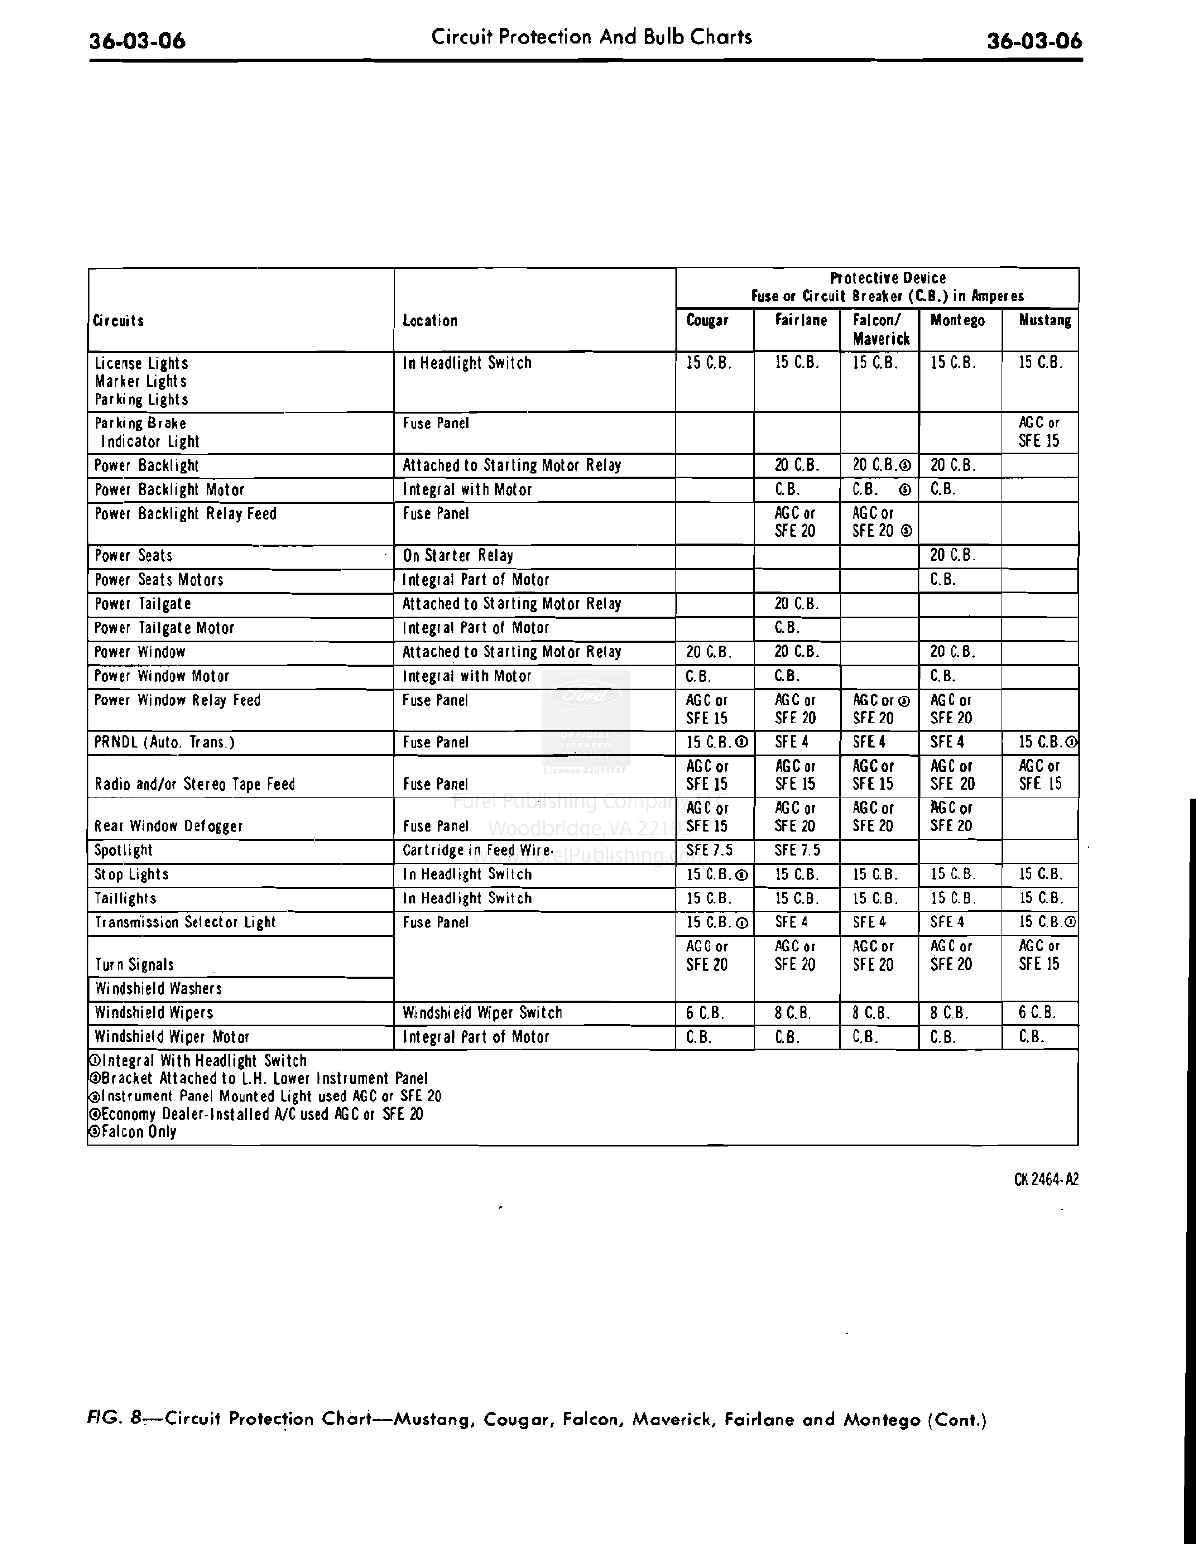 36-03-06 Circuit Protection And Bulb Charts 36-03-06
Protective Device
Fuse or Circuit Breaker (C.B.) in Amperes
Circuits Location Cougar Fairlane Falcon/ Montego Mustang
Maverick
License Lights In Headlight Switch 15 C.B. 15 C.B. 15 C.B. 15 C.B. 15 C.B.
Marker Lights
Parking Lights
Parking Brake Fuse Panel AGC or
Indicator Light SFE 15
Power Backlight Attached to Starting Motor Relay 20 C.B. 20 C.B.⑤ 20 C.B.
Power Backlight Motor Integral with Motor C.B. C.B. ⑤ C.B.
Power Backlight Relay Feed Fuse Panel AGC or AGC or
SFE 20 SFE 20 ⑤
Power Seats On Starter Relay 20 C.B.
Power Seats Motors Integral Part of Motor C.B.
Power Tailgate Attached to Starting Motor Relay 20 C.B.
Power Tailgate Motor Integral Part of Motor C.B.
Power Window Attached to Starting Motor Relay 20 C.B. 20 C.B. 20 C.B.
Power Window Motor Integral with Motor C.B. C.B. C.B.
Power Window Relay Feed Fuse Panel AGC or AGC or AGC or⑤ AGC or
SFE 15 SFE 20 SFE 20 SFE 20
PRNDL (Auto. Trans.) Fuse Panel 15 C.B.① SFE 4 SFE 4 SFE 4 15 C.B.①
AGC or AGC or AGC or AGC or AGC or
Radio and/or Stereo Tape Feed Fuse Panel SFE 15 SFE 15 SFE 15 SFE 20 SFE 15
AGC or AGC or AGC or AGC or
Rear Window Defogger Fuse Panel SFE 15 SFE 20 SFE 20 SFE 20
Spotlight Cartridge in Feed Wire SFE 7.5 SFE 7.5
Stop Lights In Headlight Switch 15 C.B.① 15 C.B. 15 C.B. 15 C.B. 15 C.B.
Taillights In Headlight Switch 15 C.B. 15 C.B. 15 C.B. 15 C.B. 15 C.B.
Transmission Selector Light Fuse Panel 15 C.B.① SFE 4 SFE 4 SFE 4 15 C.B.①
AGC or AGC or AGC or AGC or AGC or
Turn Signals SFE 20 SFE 20 SFE 20 SFE 20 SFE 15
Windshield Washers
Windshield Wipers Windshield Wiper Switch 6 C.B. 8 C.B. 8 C.B. 8 C.B. 6 C.B.
Windshield Wiper Motor Integral Part of Motor C.B. C.B. C.B. C.B. C.B.
①Integral With Headlight Switch
②Bracket Attached to L.H. Lower Instrument Panel
③Instrument Panel Mounted Light used AGC or SFE 20
④Economy Dealer-Installed A/C used AGC or SFE 20
⑤Falcon Only
Ford
OFFICIAL
LICENSED
Forel Publishing Company
Woodbridge, VA 22192
www.ForelPublishing.com
CK 2464-A2
FIG. 8—Circuit Protection Chart—Mustang, Cougar, Falcon, Maverick, Fairlane and Montego (Cont.)